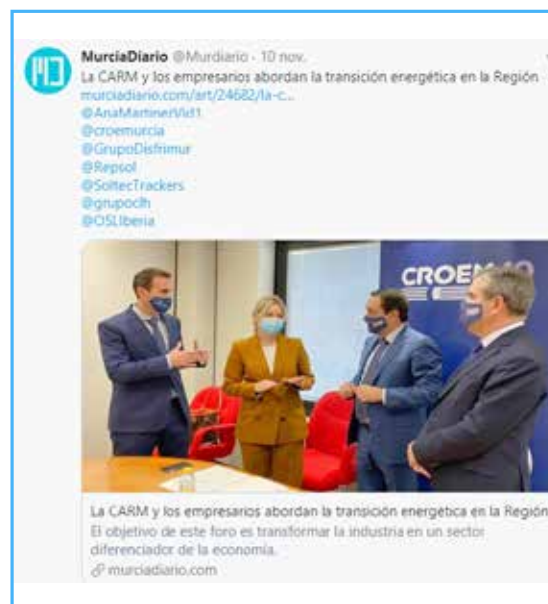 MurciaDiario @Murdiario · 10 nov.
La CARM y los empresarios abordan la transición energética en la Región
murciadiario.com/art/24682/la-c...
@AnaMartinezVid1
@croemurcia
@GrupoDisfrimur
@Repsol
@SoltecTrackers
@grupoclh
@OSLIberia
CROEM
La CARM y los empresarios abordan la transición energética en la Región
El objetivo de este foro es transformar la industria en un sector
diferenciador de la economía.
murciadiario.com